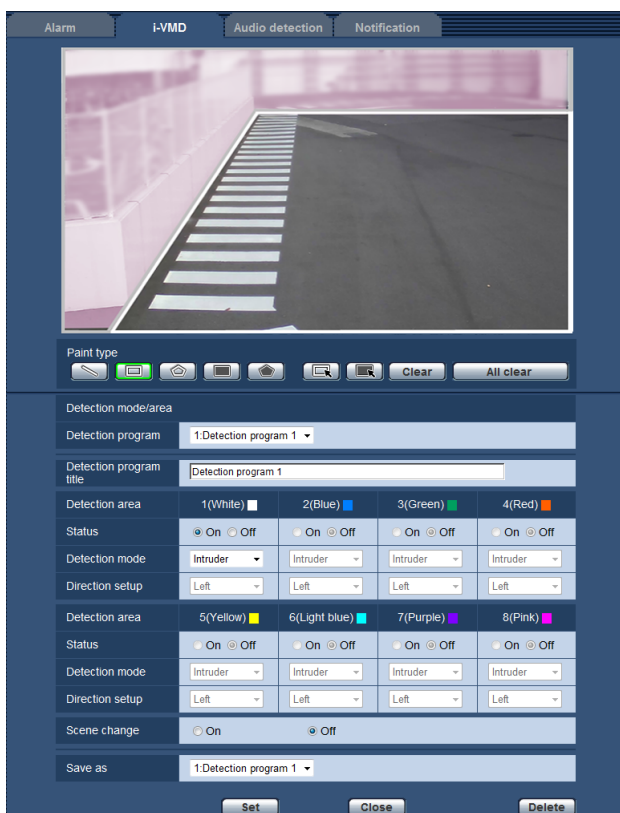 Alarm i-VMD Audio detection Notification
Paint type
Clear All clear
Detection mode/area
Detection program 1:Detection program 1
Detection program title Detection program 1
Detection area 1(White) 2(Blue) 3(Green) 4(Red)
Status On Off On Off On Off On Off
Detection mode Intruder Intruder Intruder Intruder
Direction setup Left Left Left Left
Detection area 5(Yellow) 6(Light blue) 7(Purple) 8(Pink)
Status On Off On Off On Off On Off
Detection mode Intruder Intruder Intruder Intruder
Direction setup Left Left Left Left
Scene change On Off
Save as 1:Detection program 1
Set Close Delete